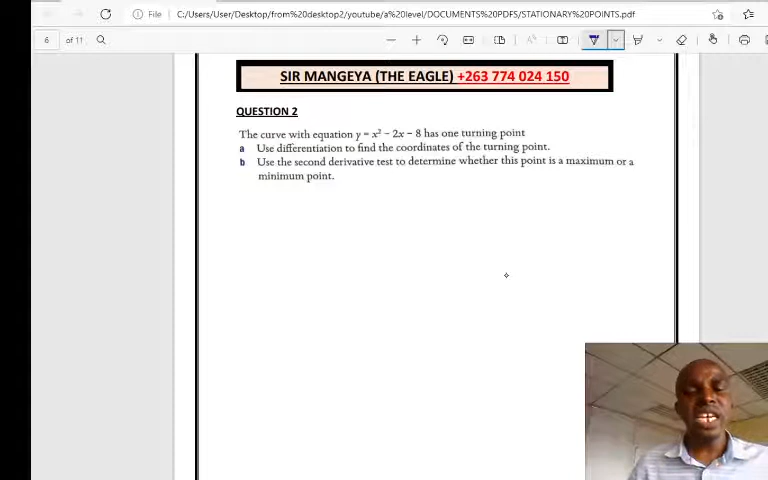 File
C:/Users/User/Desktop/from%20desktop2/youtube/a%20level/DOCUMENTS%20PDFS/STATIONARY%20POINTS.pdf
6 of 11
SIR MANGEYA (THE EAGLE) +263 774 024 150
QUESTION 2
The curve with equation y = x² − 2x − 8 has one turning point
a Use differentiation to find the coordinates of the turning point.
b Use the second derivative test to determine whether this point is a maximum or a
minimum point.